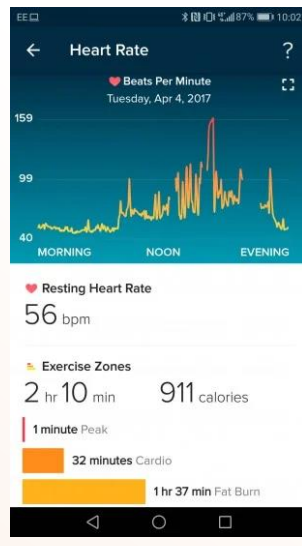 EE 87% 10:02
Heart Rate ?
Beats Per Minute
Tuesday, Apr 4, 2017
159
99
40
MORNING NOON EVENING
Resting Heart Rate
56 bpm
Exercise Zones
2 hr 10 min 911 calories
1 minute Peak
32 minutes Cardio
1 hr 37 min Fat Burn